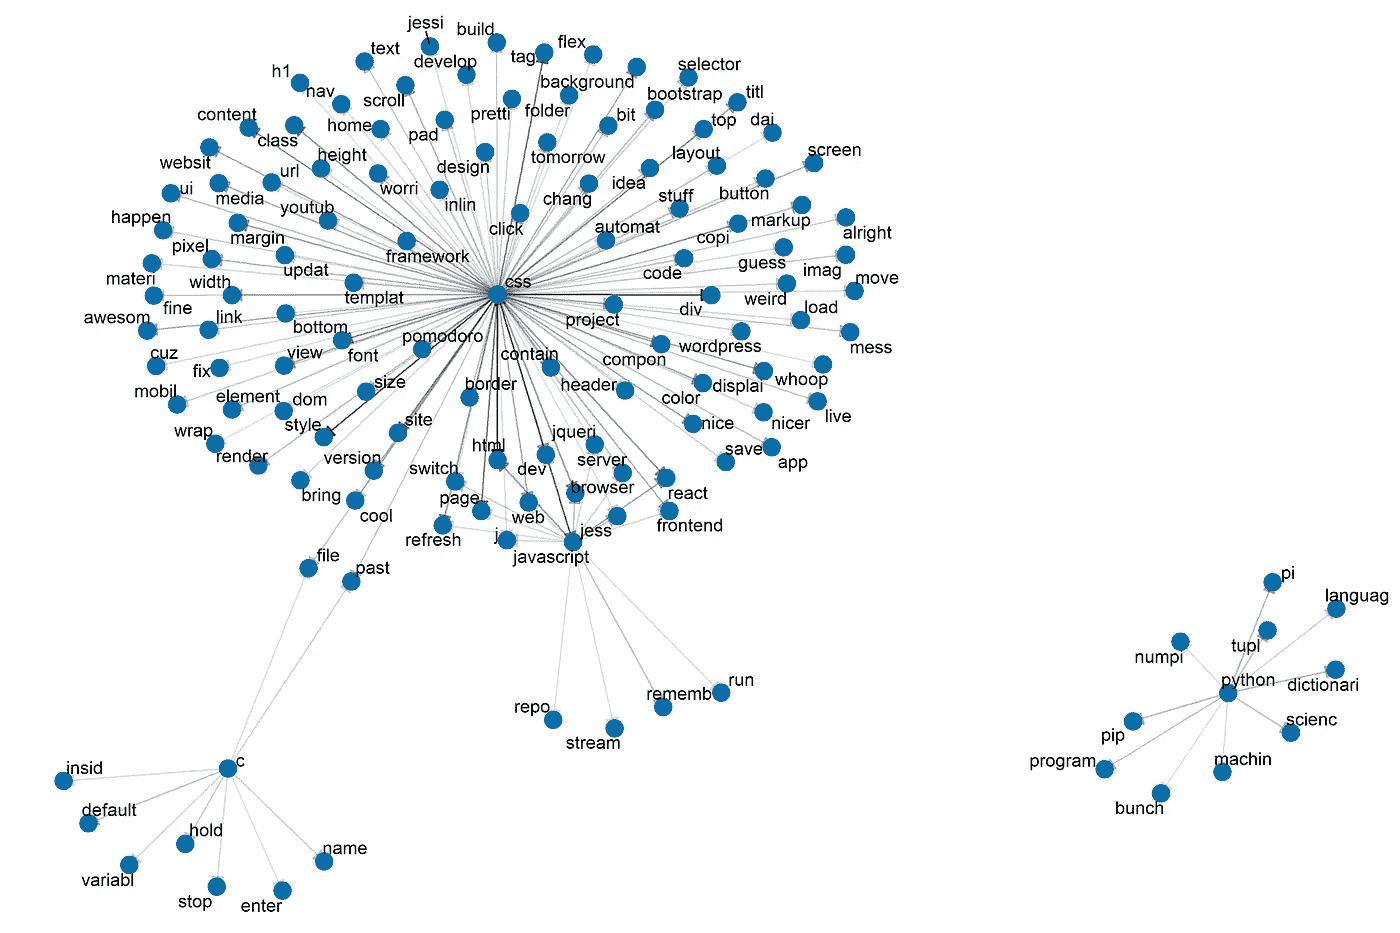 jessi
build
flex
text
tag
develop
selector
h1
nav
background
scroll
bootstrap
titl
content
home
pad
pretti
folder
bit
top
dai
class
height
design
tomorrow
layout
screen
websit
url
worri
idea
ui
media
inlin
chang
button
stuff
happen
youtub
click
automat
copi
markup
alright
pixel
margin
framework
code
guess
imag
materi
updat
css
move
width
templat
weird
fine
div
load
awesom
link
bottom
project
pomodoro
wordpress
mess
cuz
view
font
contain
compon
fix
whoop
mobil
element
dom
size
border
header
displai
color
live
wrap
style
site
nice
nicer
render
version
html
jqueri
save
app
switch
dev
server
bring
page
browser
react
cool
web
frontend
refresh
j
jess
file
javascript
past
pi
languag
tupl
numpi
python
dictionari
rememb
run
repo
scienc
pip
stream
program
machin
insid
c
bunch
default
hold
name
variabl
stop
enter